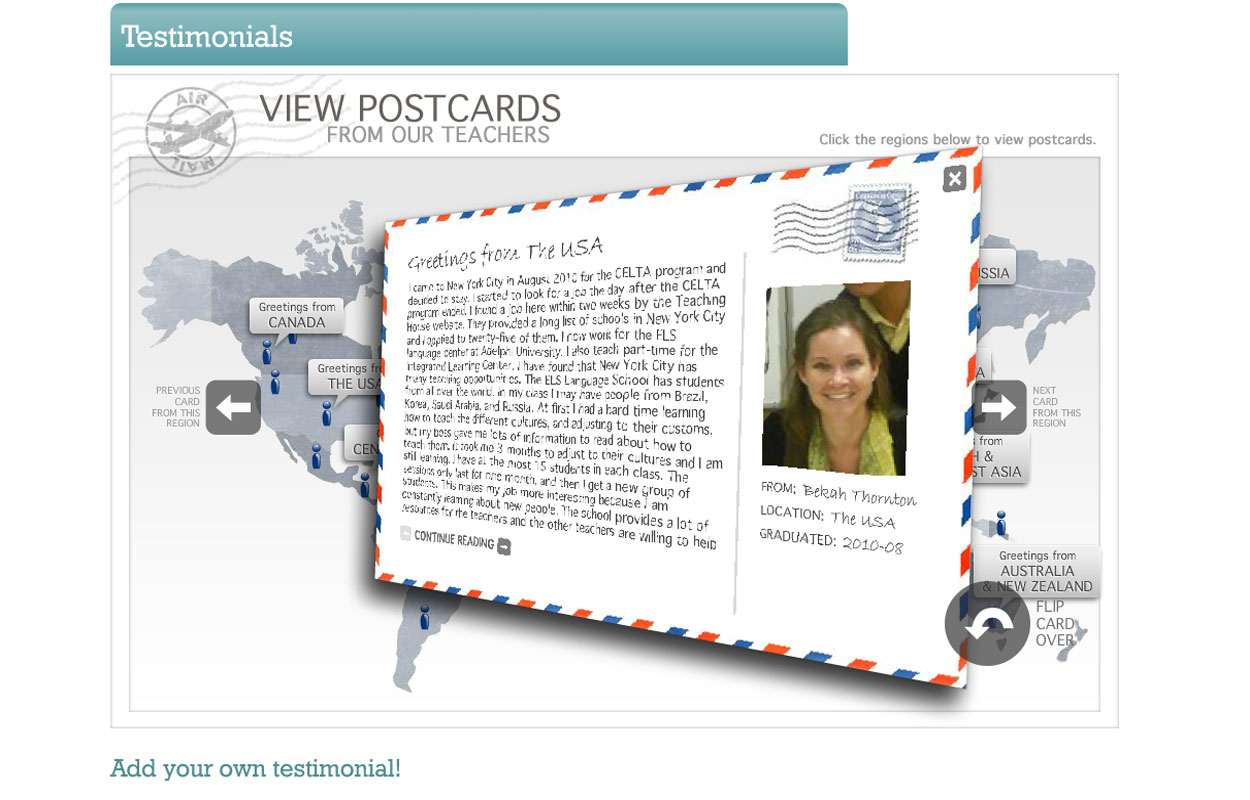 Testimonials
AIR
MAIL
VIEW POSTCARDS
FROM OUR TEACHERS
Click the regions below to view postcards.
Greetings from The USA
I came to New York City in August 2010 for the CELTA program and
decided to stay. I started to look for a job the day after the CELTA
program ended. I found a job here within two weeks by the Teaching
House website. They provided a long list of schools in New York City
and I applied to twenty-five of them. I now work for the ELS
language center at Adelphi University. I also teach part-time for the
Integrated Learning Center. I have found that New York City has
many teaching opportunities. The ELS Language School has students
from all over the world. In my class I may have people from Brazil,
Korea, Saudi Arabia, and Russia. At first I had a hard time learning
how to teach the different cultures, and adjusting to their customs,
but my boss gave me lots of information to read about how to
teach them. It took me 3 months to adjust to their cultures and I am
still learning. I have at the most 15 students in each class. The
sessions only last for one month, and then I get a new group of
students. This makes my job more interesting because I am
constantly learning about new people. The school provides a lot of
resources for the teachers and the other teachers are willing to help
CONTINUE READING
FROM: Bekah Thornton
LOCATION: The USA
GRADUATED: 2010-08
Greetings from
CANADA
Greetings fr
THE USA
CEN
PREVIOUS
CARD
FROM THIS
REGION
USSIA
A
NEXT
CARD
FROM THIS
REGION
s from
H &
ST ASIA
Greetings from
AUSTRALIA
& NEW ZEALAND
FLIP
CARD
OVER
Add your own testimonial!